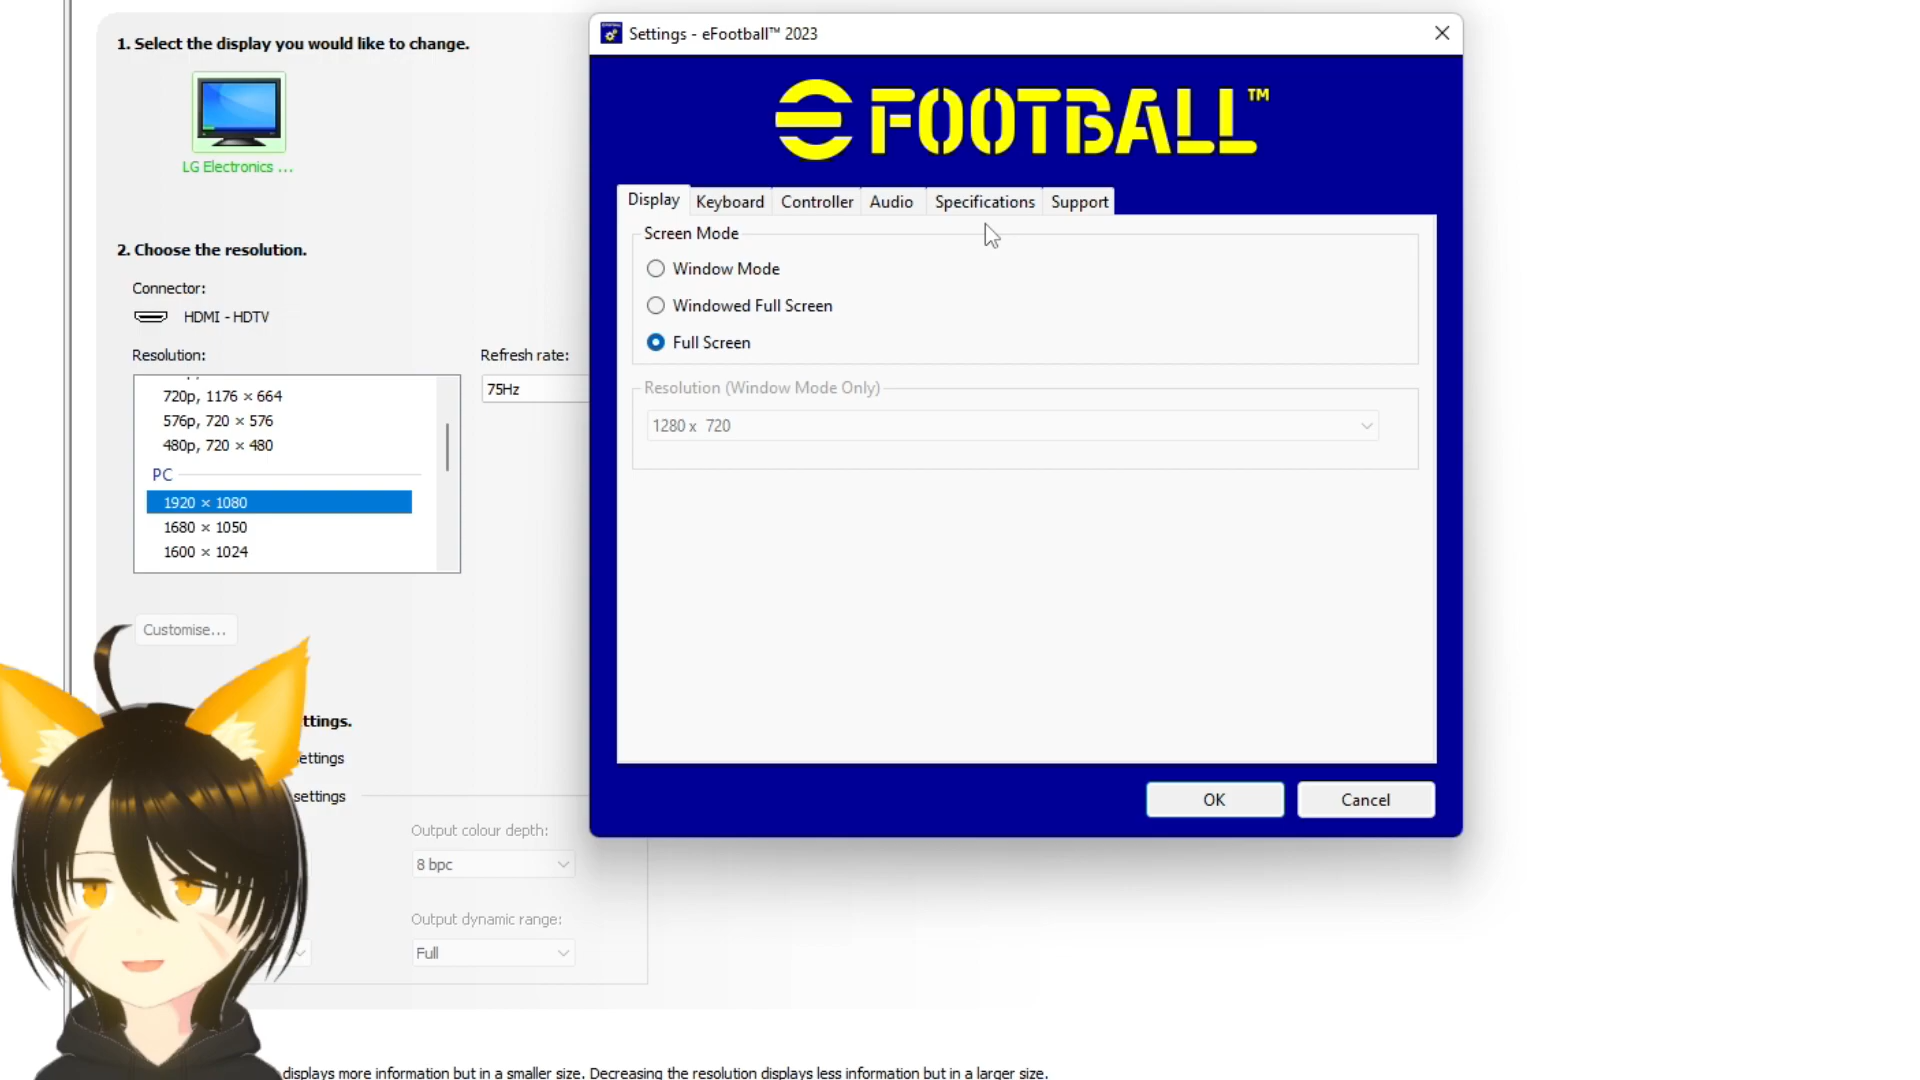 1. Select the display you would like to change.
LG Electronics ...
2. Choose the resolution.
Connector:
HDMI - HDTV
Resolution:
Refresh rate:
720p, 1176 × 664
75Hz
576p, 720 × 576
480p, 720 × 480
PC
1920 × 1080
1680 × 1050
1600 × 1024
Customise...
ttings.
ettings
settings
Output colour depth:
8 bpc
Output dynamic range:
Full
displays more information but in a smaller size. Decreasing the resolution displays less information but in a larger size.
Settings - eFootball™ 2023
eFOOTBALL™
Display Keyboard Controller Audio Specifications Support
Screen Mode
Window Mode
Windowed Full Screen
Full Screen
Resolution (Window Mode Only)
1280 x 720
OK Cancel